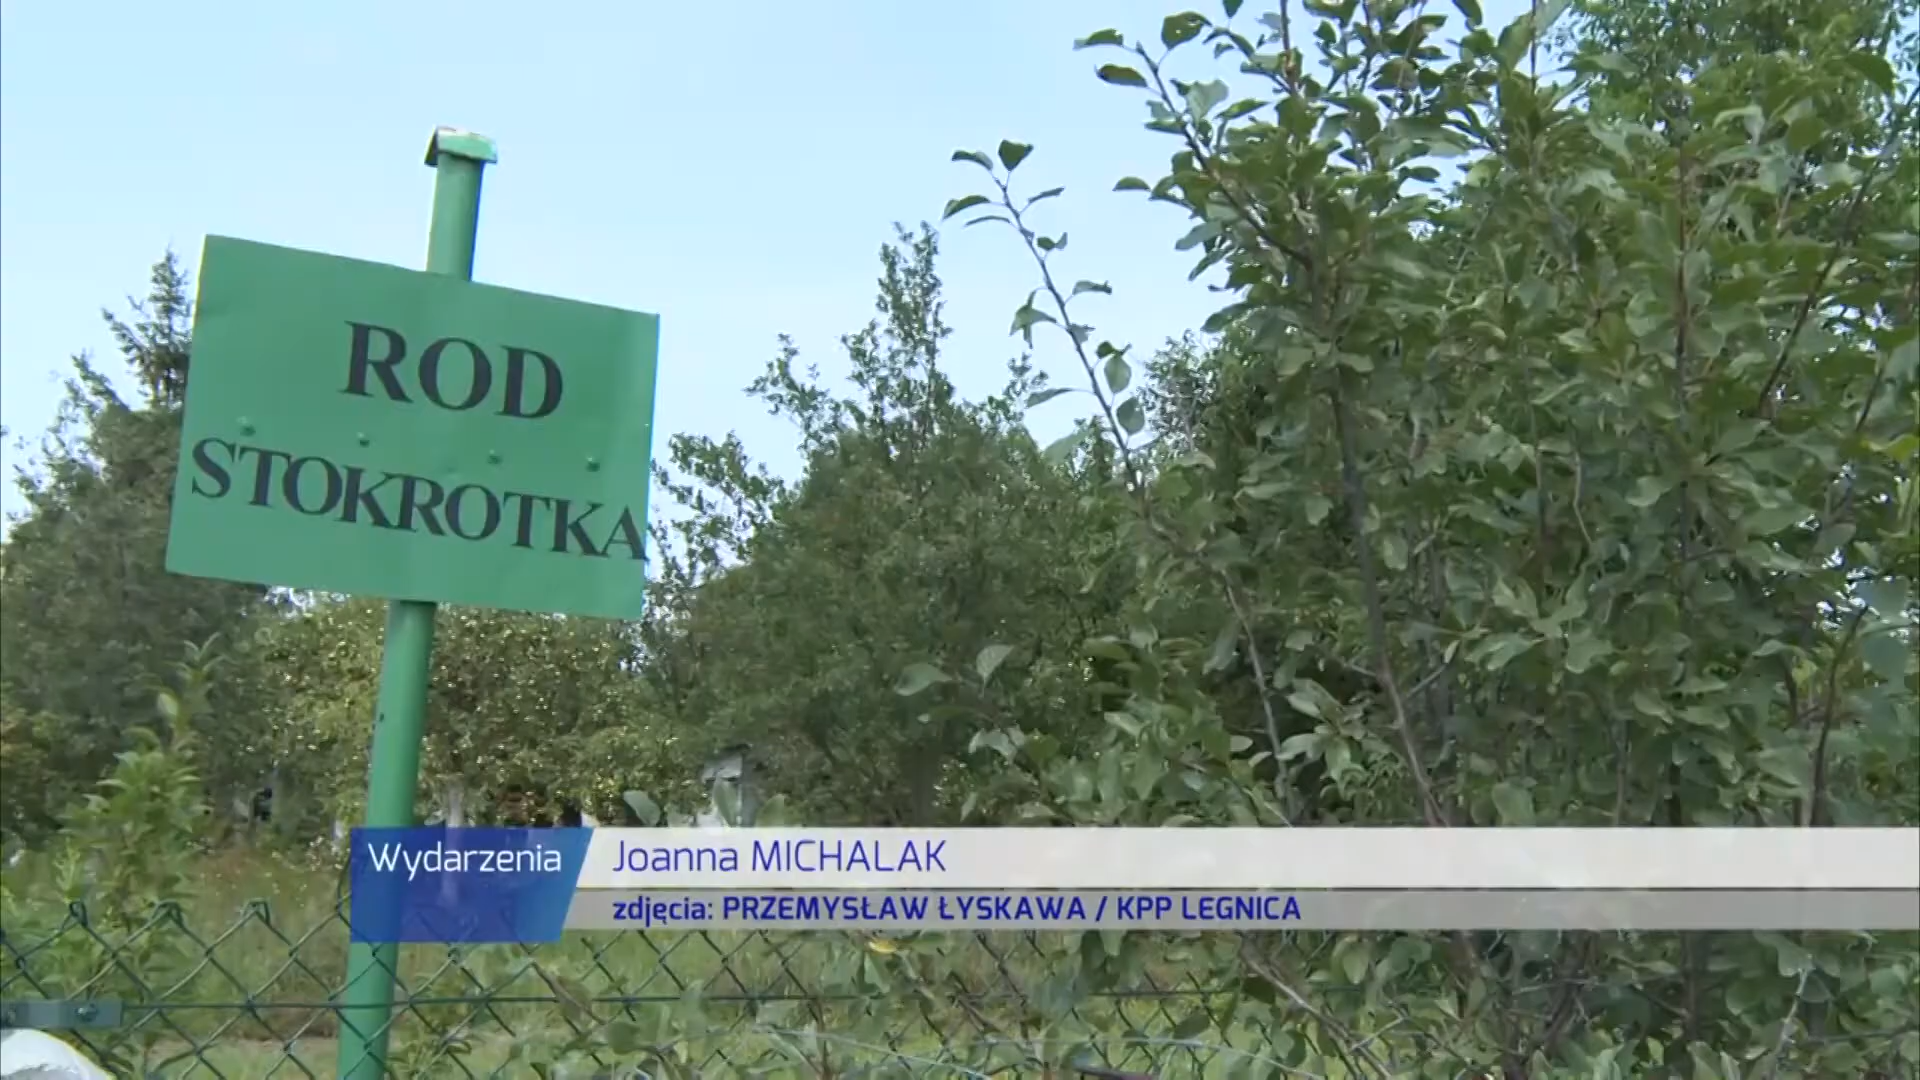 ROD
STOKROTKA
Wydarzenia
Joanna MICHALAK
zdjęcia: PRZEMYSŁAW ŁYSKAWA / KPP LEGNICA